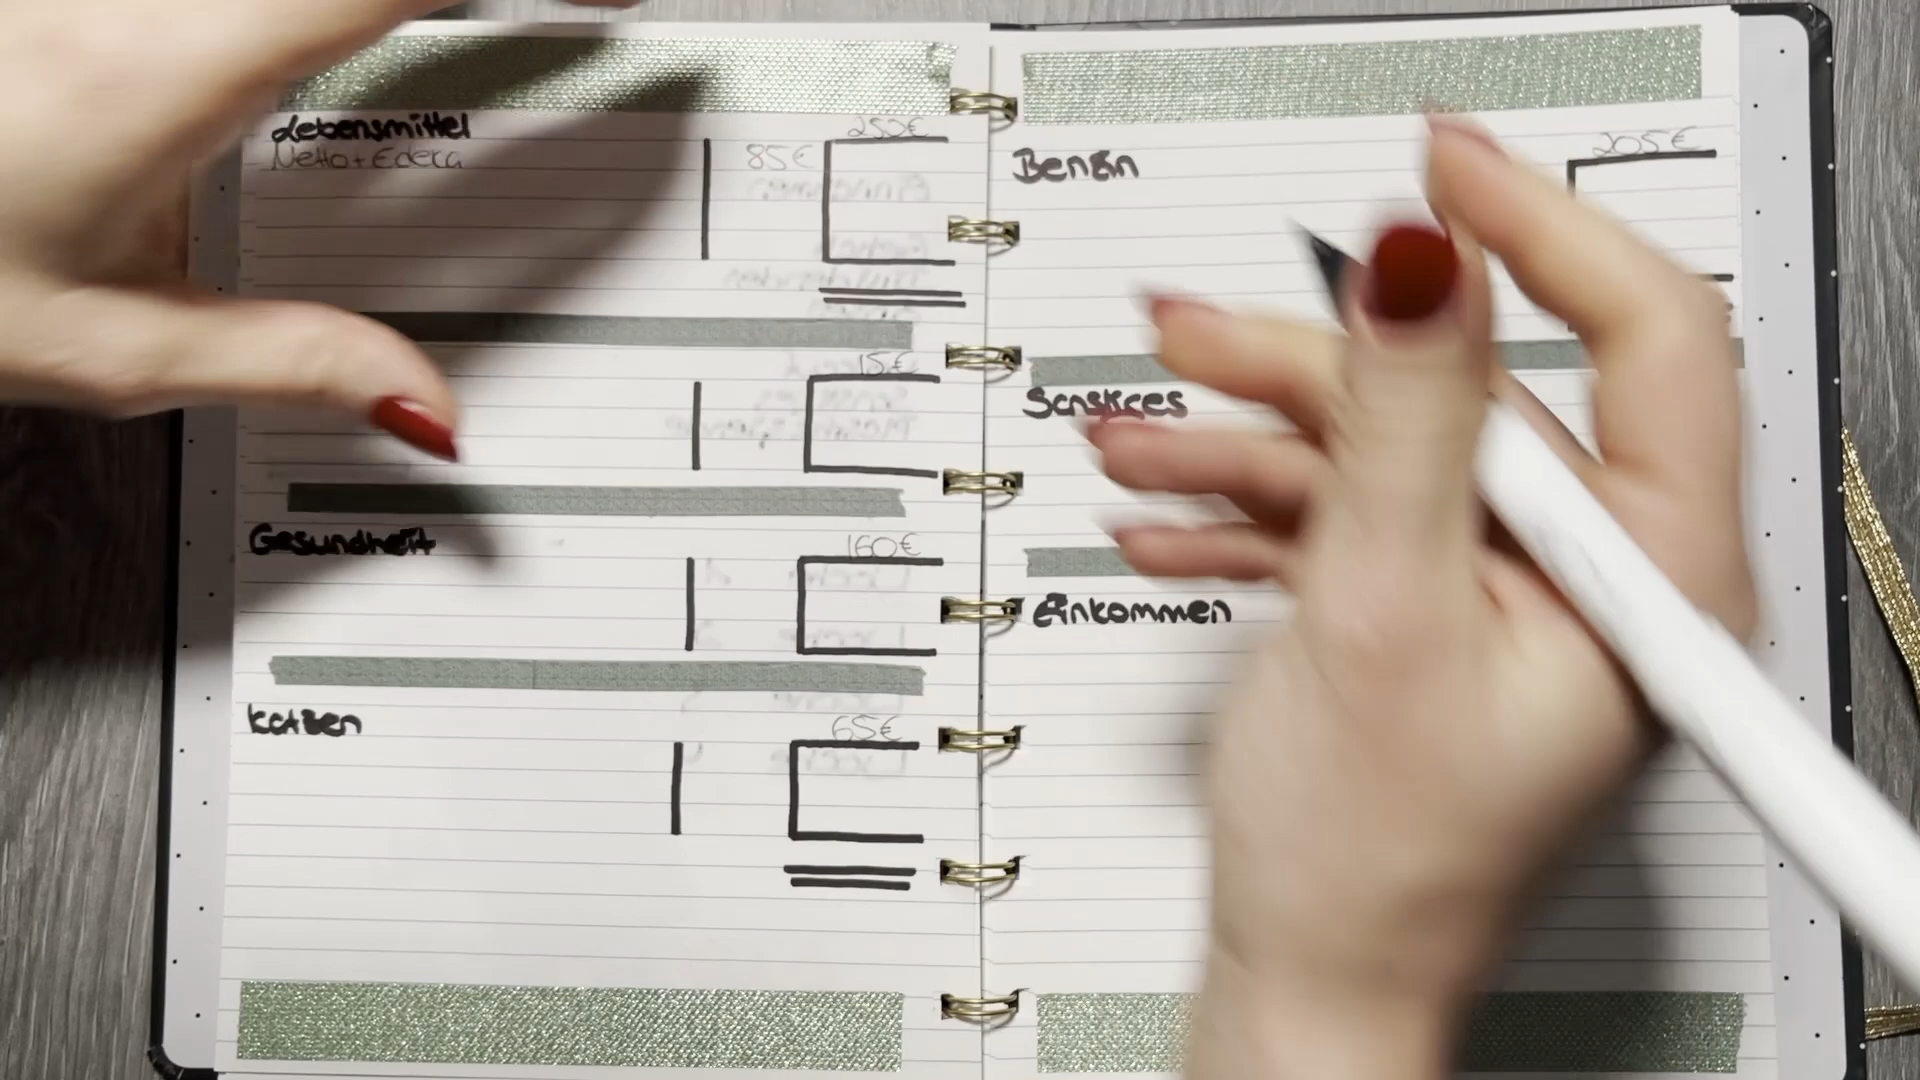 Lebensmittel
250€
Netto+Edeka
85€
15€
Gesundheit
160€
Katzen
65€
Benzin
205€
Sonstiges
Einkommen